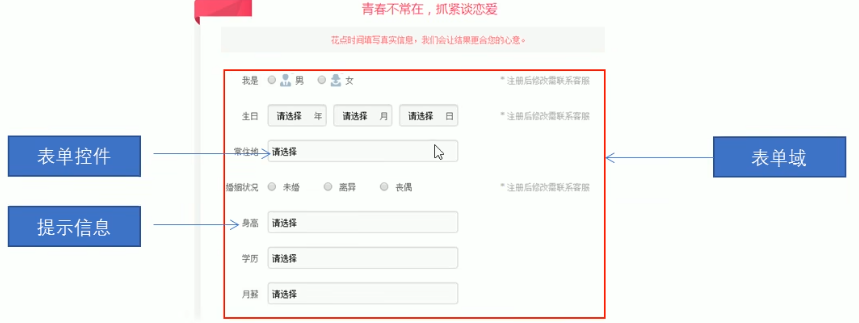 青春不常在，抓紧谈恋爱
花点时间填写真实信息，我们会让结果更合您的心意。
我是 男 女 *注册后修改需联系客服
生日 请选择 年 请选择 月 请选择 日 *注册后修改需联系客服
表单控件
表单域
常住地 请选择
婚姻状况 未婚 离异 丧偶 *注册后修改需联系客服
提示信息
身高 请选择
学历 请选择
月薪 请选择